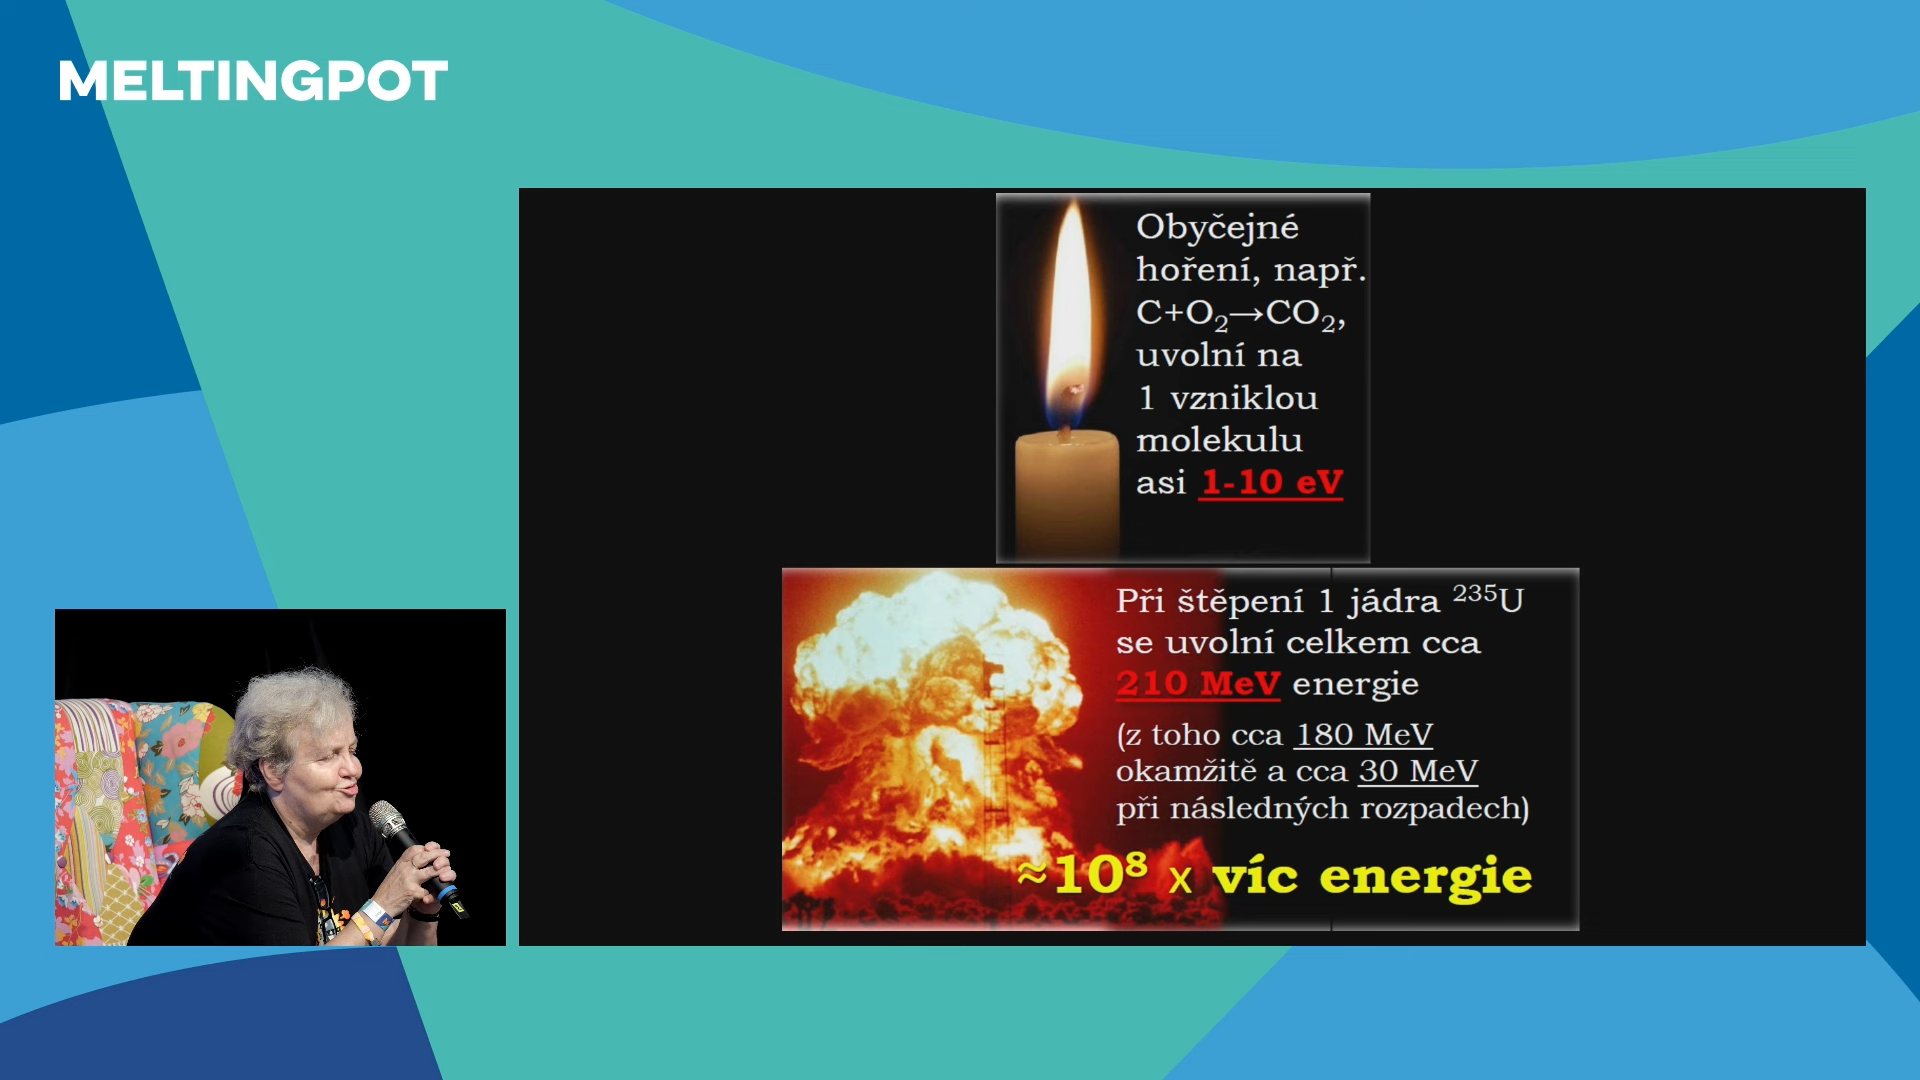 MELTINGPOT
Obyčejné
hoření, např.
C+O₂→CO₂,
uvolní na
1 vzniklou
molekulu
asi 1-10 eV
Při štěpení 1 jádra ²³⁵U
se uvolní celkem cca
210 MeV energie
(z toho cca 180 MeV
okamžitě a cca 30 MeV
při následných rozpadech)
≈10⁸ x víc energie